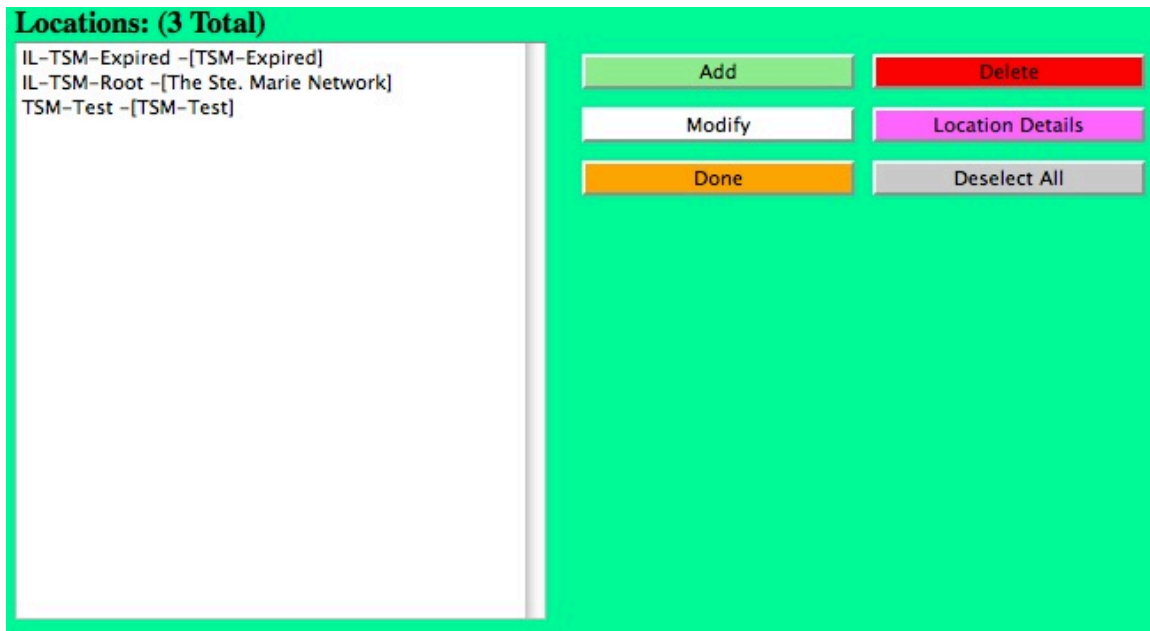 Locations: (3 Total)
IL-TSM-Expired -[TSM-Expired]
IL-TSM-Root -[The Ste. Marie Network]
TSM-Test -[TSM-Test]
Add
Delete
Modify
Location Details
Done
Deselect All